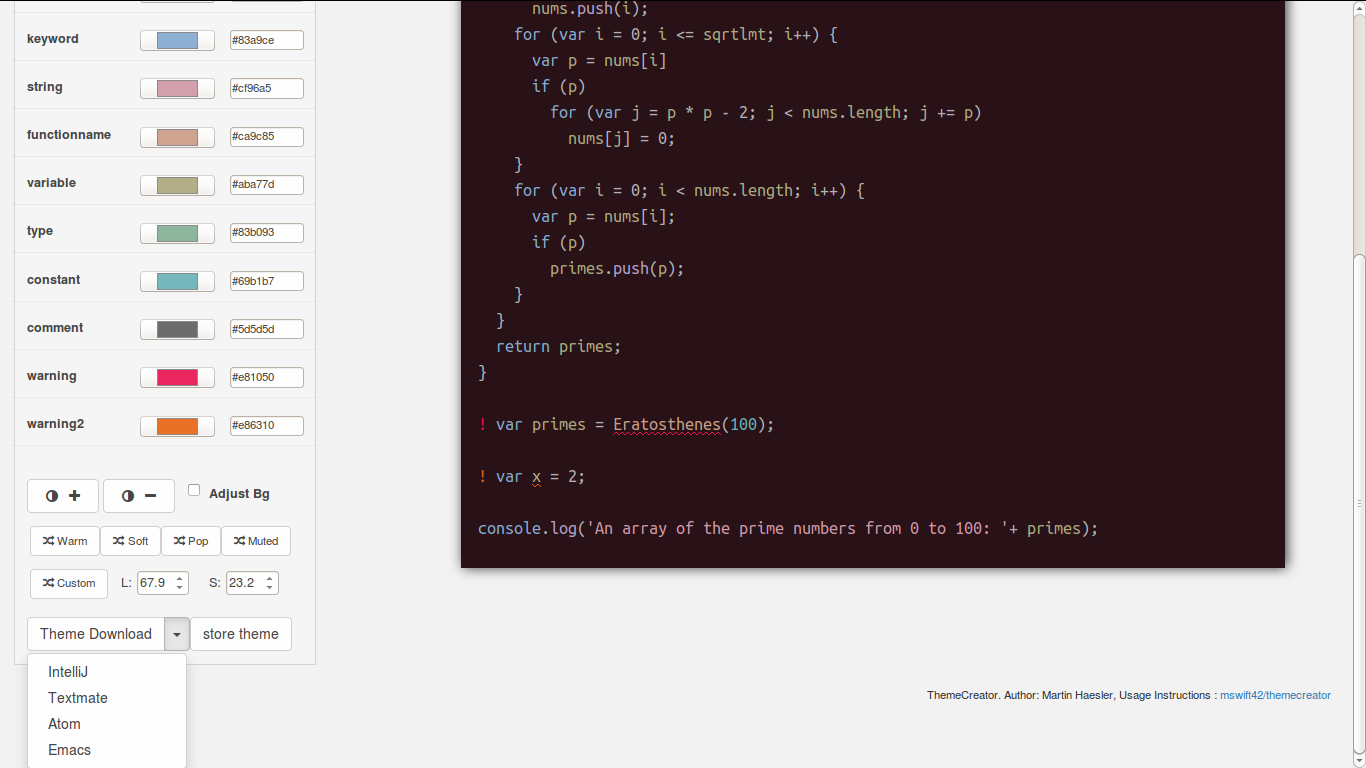 keyword #83a9ce
string #cf96a5
functionname #ca9c85
variable #aba77d
type #83b093
constant #69b1b7
comment #5d5d5d
warning #e81050
warning2 #e86310
Adjust Bg
Warm Soft Pop Muted
Custom L: 67.9 S: 23.2
Theme Download store theme
IntelliJ
Textmate
Atom
Emacs
nums.push(i);
for (var i = 0; i <= sqrtlmt; i++) {
var p = nums[i]
if (p)
for (var j = p * p - 2; j < nums.length; j += p)
nums[j] = 0;
}
for (var i = 0; i < nums.length; i++) {
var p = nums[i];
if (p)
primes.push(p);
}
}
return primes;
}
! var primes = Eratosthenes(100);
! var x = 2;
console.log('An array of the prime numbers from 0 to 100: '+ primes);
ThemeCreator. Author: Martin Haesler, Usage Instructions : mswift42/themecreator